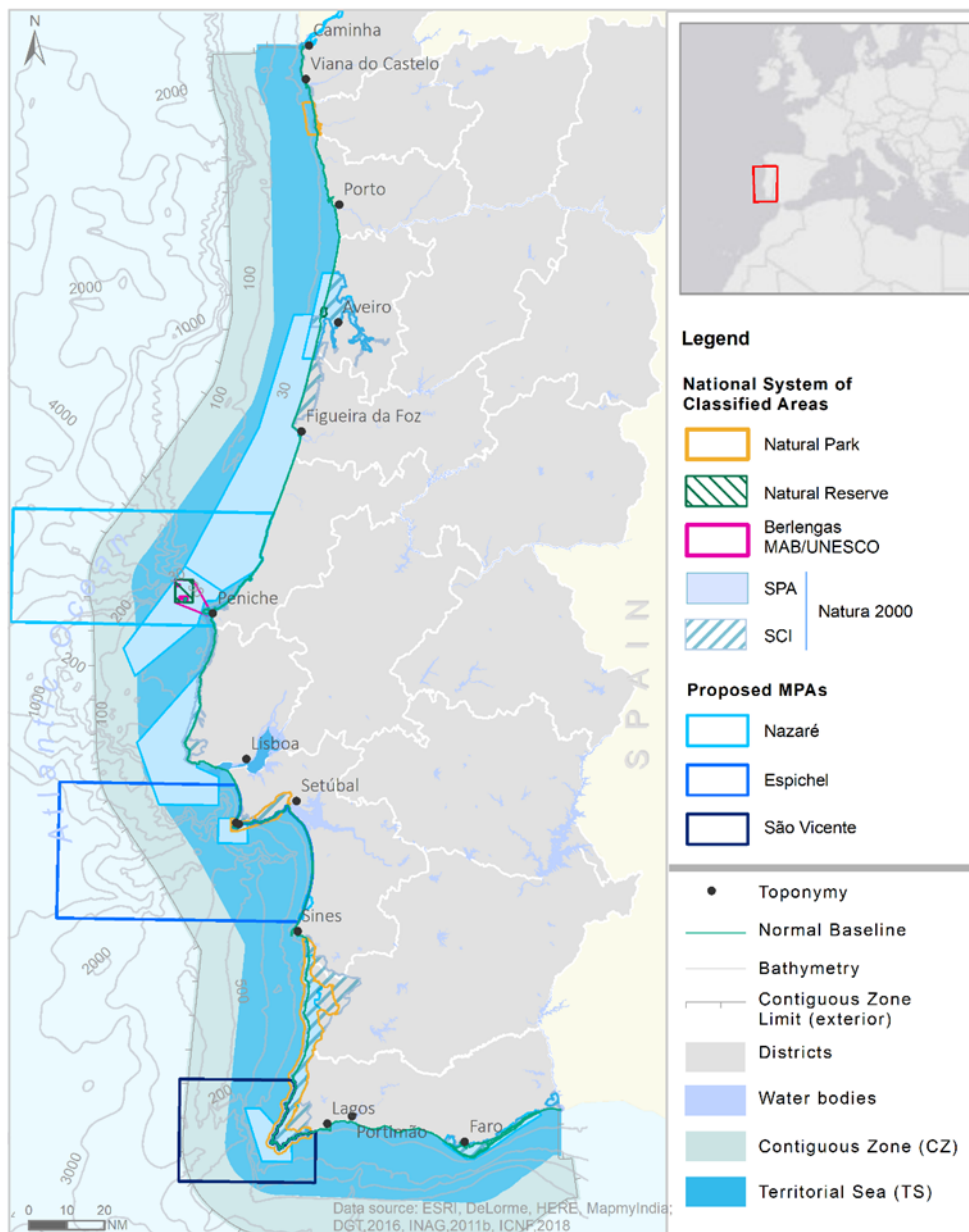 N
Caminha
Viana do Castelo
2000
Porto
100
2000
Aveiro
1000
30
100
Figueira da Foz
4000
Atlantic Ocean
200
Peniche
200
1000
100
SPAIN
Lisboa
Setúbal
Sines
2000
500
200
Lagos
Portimão
Faro
3000
0 10 20
NM
Data source: ESRI, DeLorme, HERE, MapmyIndia;
DGT,2016, INAG,2011b, ICNF,2018
Legend
National System of
Classified Areas
Natural Park
Natural Reserve
Berlengas
MAB/UNESCO
SPA
SCI
Natura 2000
Proposed MPAs
Nazaré
Espichel
São Vicente
Toponymy
Normal Baseline
Bathymetry
Contiguous Zone
Limit (exterior)
Districts
Water bodies
Contiguous Zone (CZ)
Territorial Sea (TS)